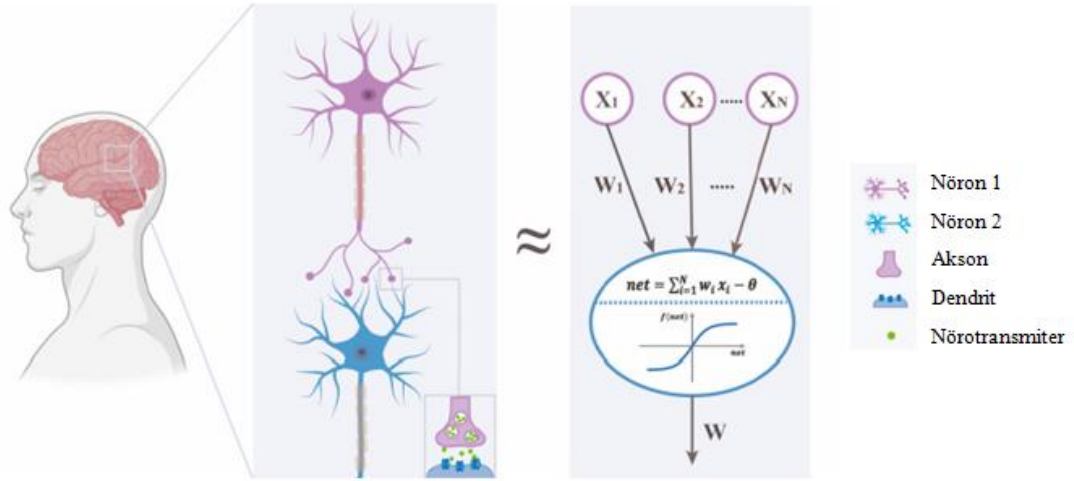 X₁ X₂ ..... X_N
W₁ W₂ ..... W_N
≈
net = ∑ᵢ₌₁ᴺ wᵢ xᵢ − θ
f(net)
net
W
Nöron 1
Nöron 2
Akson
Dendrit
Nörotransmiter